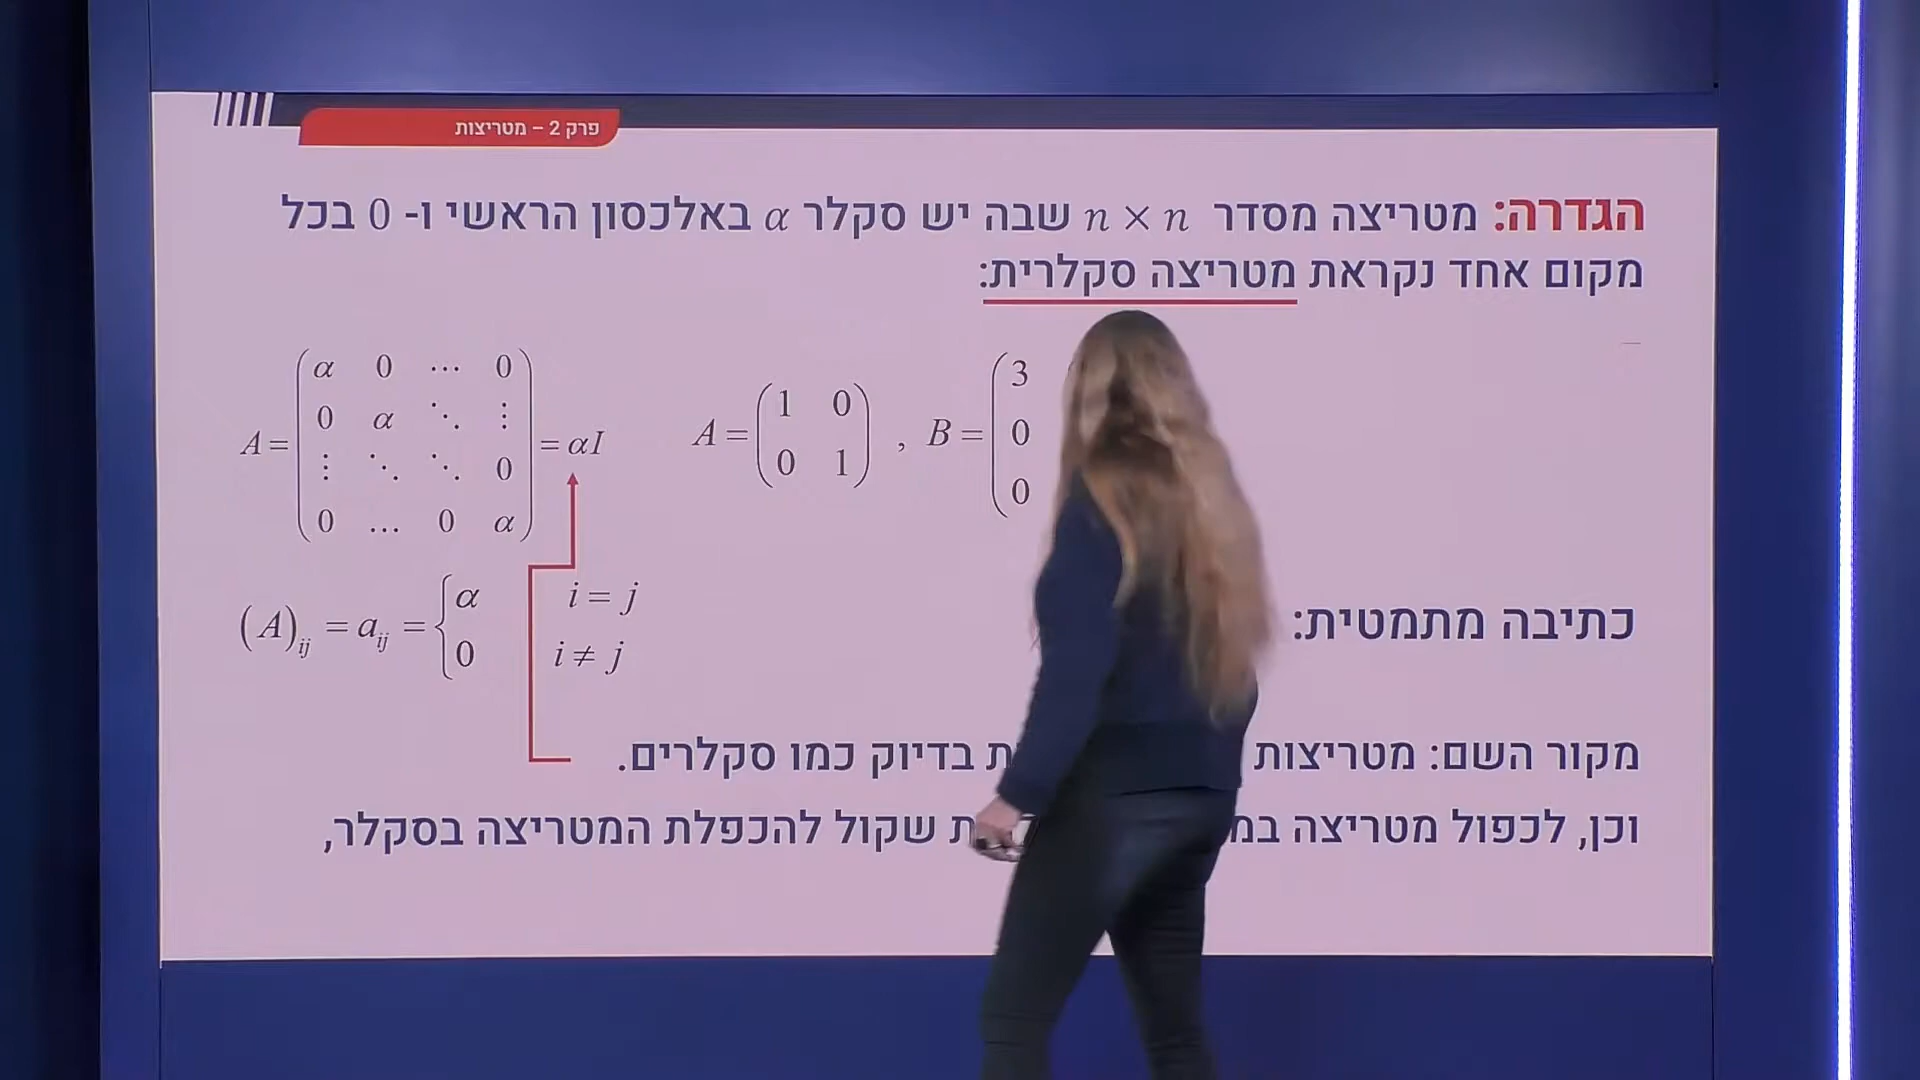 פרק 2 – מטריצות
הגדרה: מטריצה מסדר n × n שבה יש סקלר α באלכסון הראשי ו- 0 בכל
מקום אחד נקראת מטריצה סקלרית:
A = (α 0 ⋯ 0
0 α ⋱ ⋮
⋮ ⋱ ⋱ 0
0 … 0 α) = αI
A = (1 0
0 1) , B = (3
0
0
כתיבה מתמטית:
(A)ij = aij = {α i = j
0 i ≠ j
מקור השם: מטריצות בדיוק כמו סקלרים.
וכן, לכפול מטריצה שקול להכפלת המטריצה בסקלר,